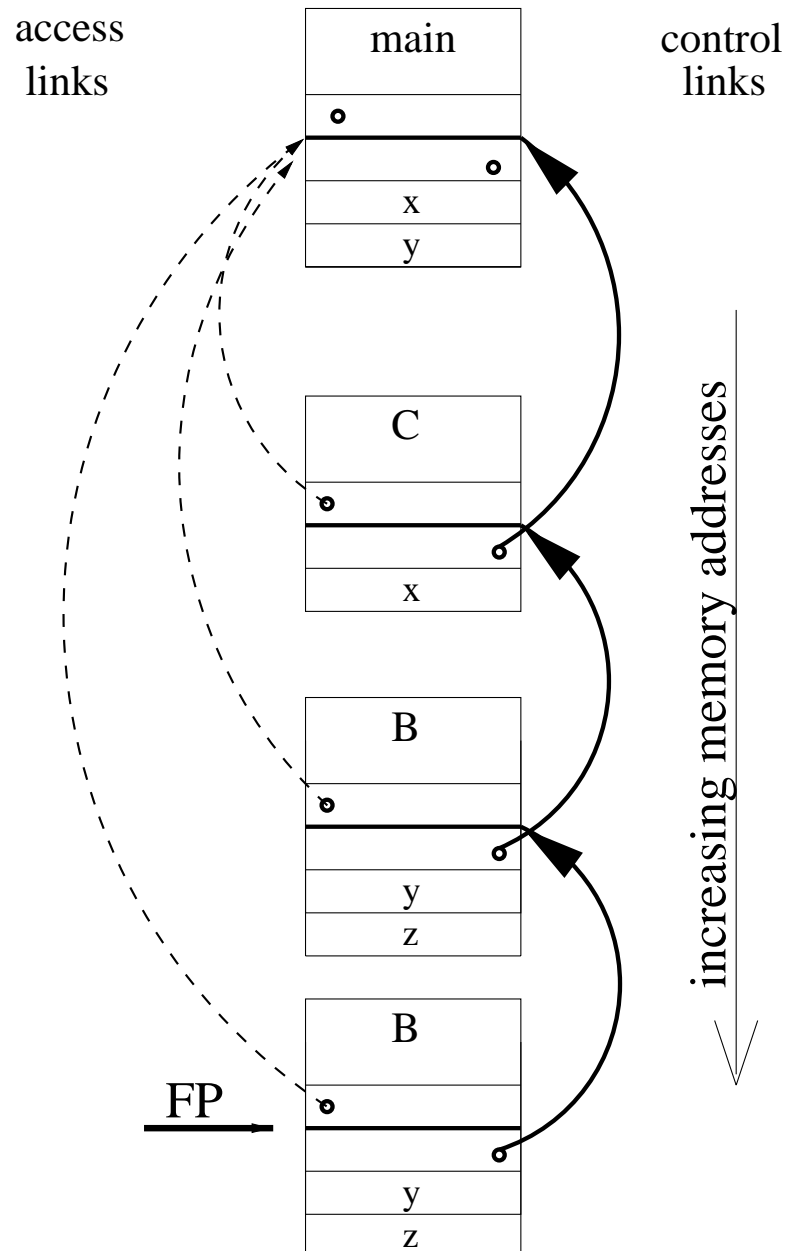 access
links
main
control
links
x
y
C
x
increasing memory addresses
B
y
z
B
FP
y
z